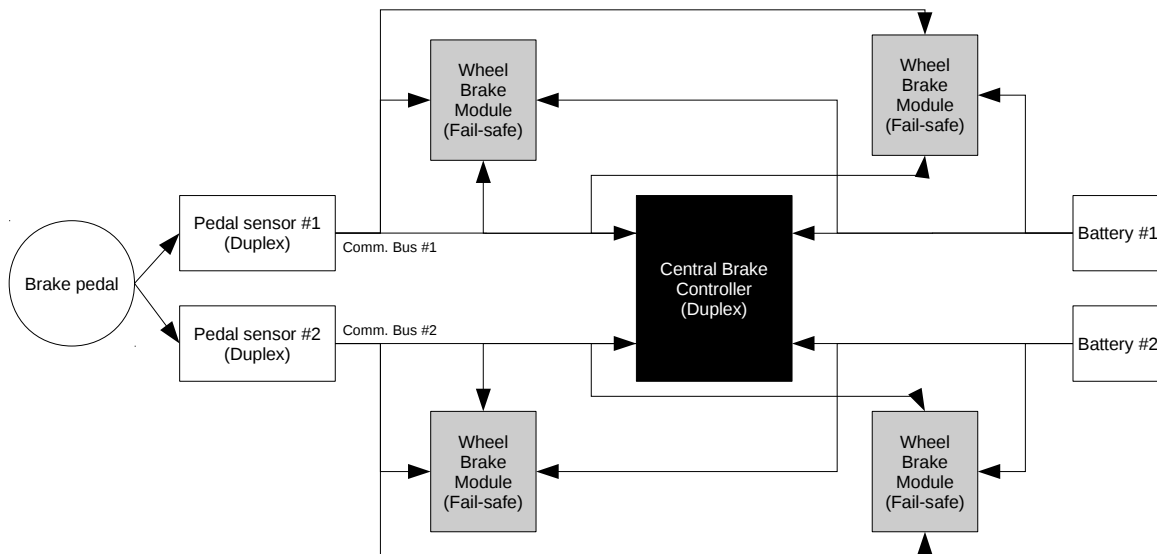 Wheel
Brake
Module
(Fail-safe)
Wheel
Brake
Module
(Fail-safe)
Pedal sensor #1
(Duplex)
Comm. Bus #1
Battery #1
Brake pedal
Central Brake
Controller
(Duplex)
Pedal sensor #2
(Duplex)
Comm. Bus #2
Battery #2
Wheel
Brake
Module
(Fail-safe)
Wheel
Brake
Module
(Fail-safe)